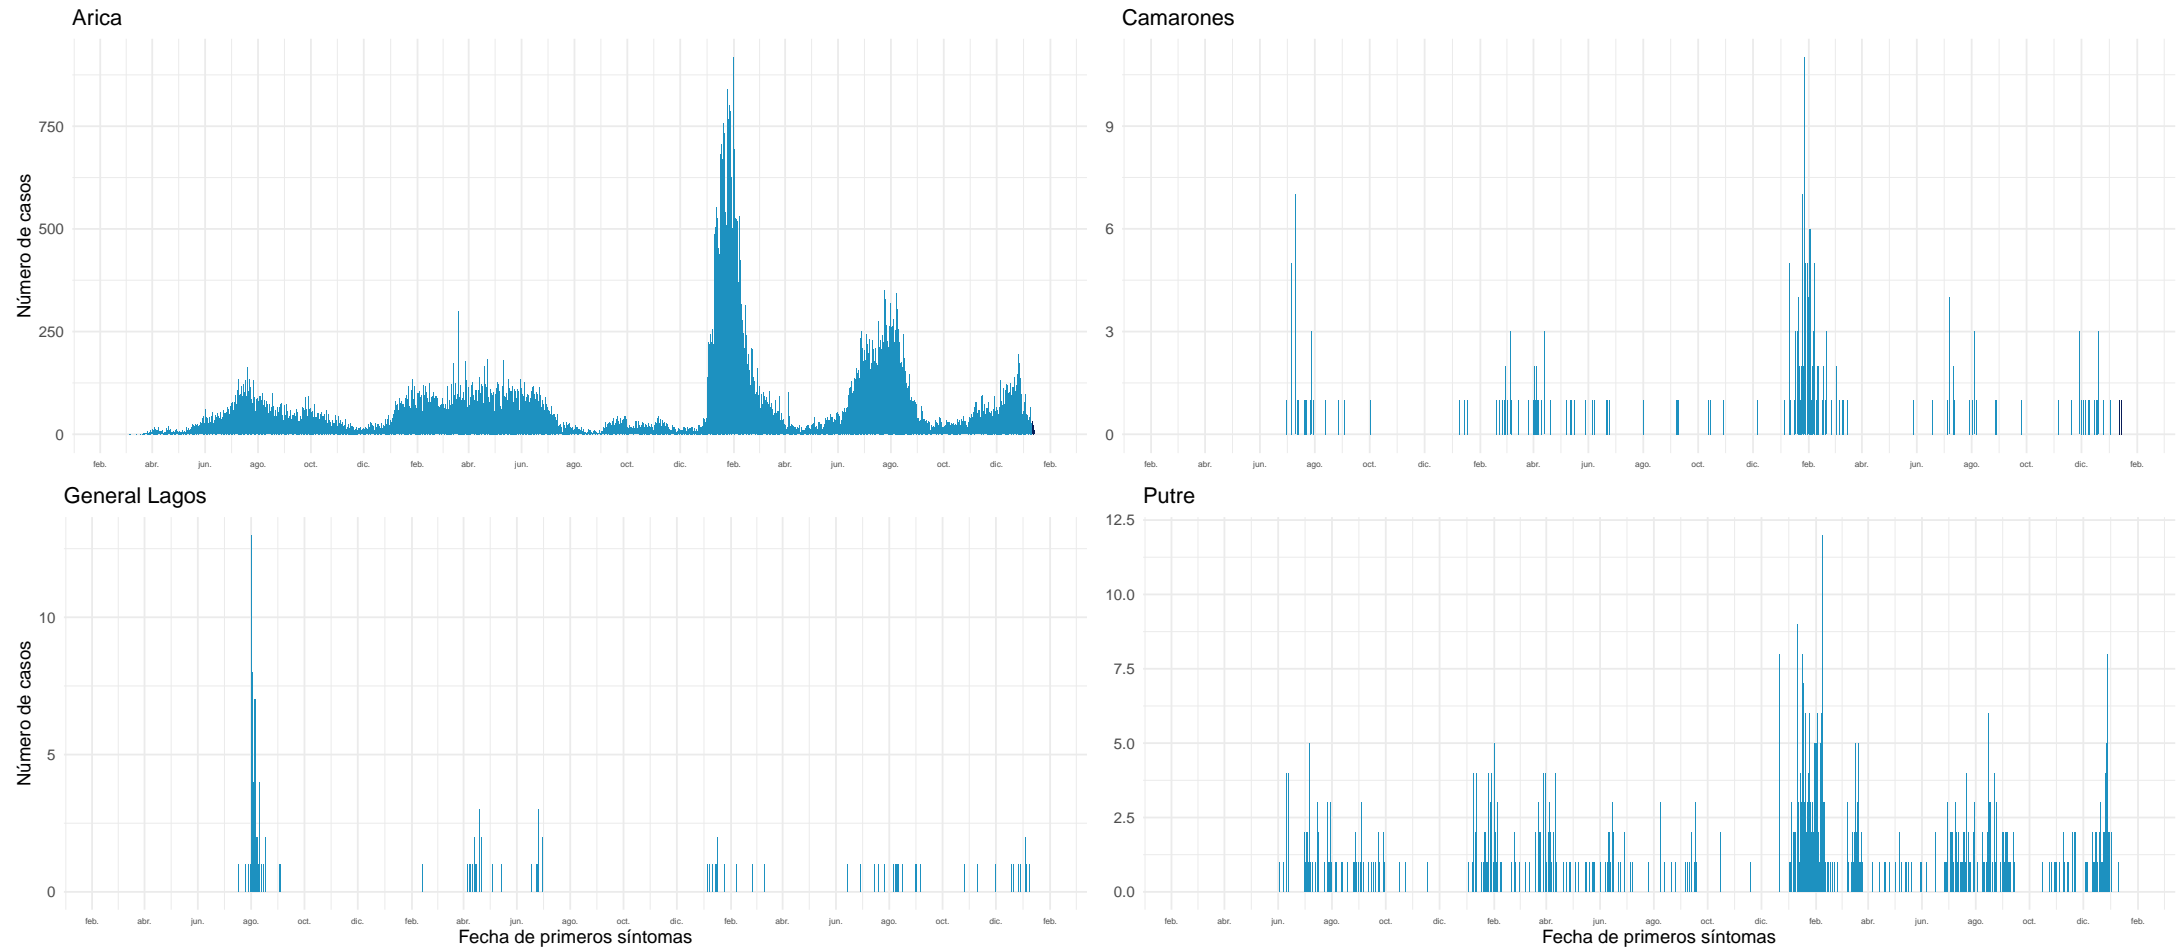 Arica
Camarones
Número de casos
750
500
250
0
9
6
3
0
feb. abr. jun. ago. oct. dic. feb. abr. jun. ago. oct. dic. feb. abr. jun. ago. oct. dic. feb.
feb. abr. jun. ago. oct. dic. feb. abr. jun. ago. oct. dic. feb. abr. jun. ago. oct. dic. feb.
General Lagos
Putre
Número de casos
10
5
0
12.5
10.0
7.5
5.0
2.5
0.0
feb. abr. jun. ago. oct. dic. feb. abr. jun. ago. oct. dic. feb. abr. jun. ago. oct. dic. feb.
feb. abr. jun. ago. oct. dic. feb. abr. jun. ago. oct. dic. feb. abr. jun. ago. oct. dic. feb.
Fecha de primeros síntomas
Fecha de primeros síntomas